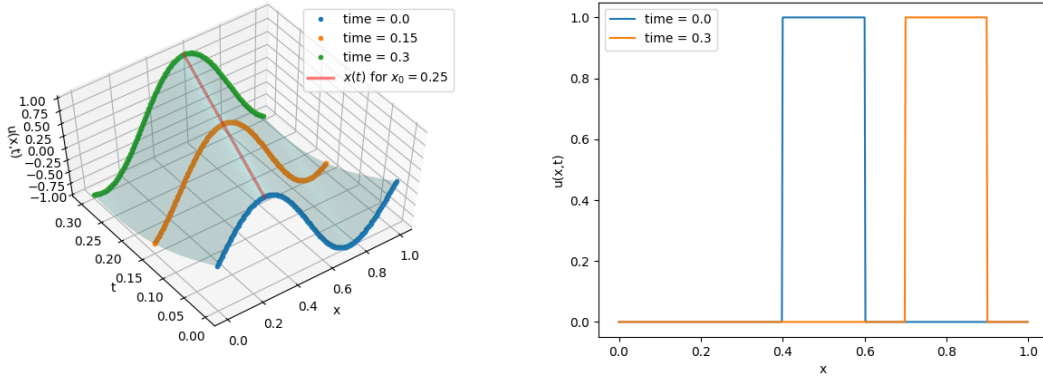 time = 0.0
time = 0.15
time = 0.3
x(t) for x₀ = 0.25
1.00
0.75
0.50
0.25
0.00
−0.25
−0.50
−0.75
−1.00
u(x,t)
0.30
0.25
0.20
0.15
0.10
0.05
0.00
t
0.0
0.2
0.4
0.6
0.8
1.0
x
time = 0.0
time = 0.3
1.0
0.8
0.6
0.4
0.2
0.0
u(x,t)
0.0 0.2 0.4 0.6 0.8 1.0
x